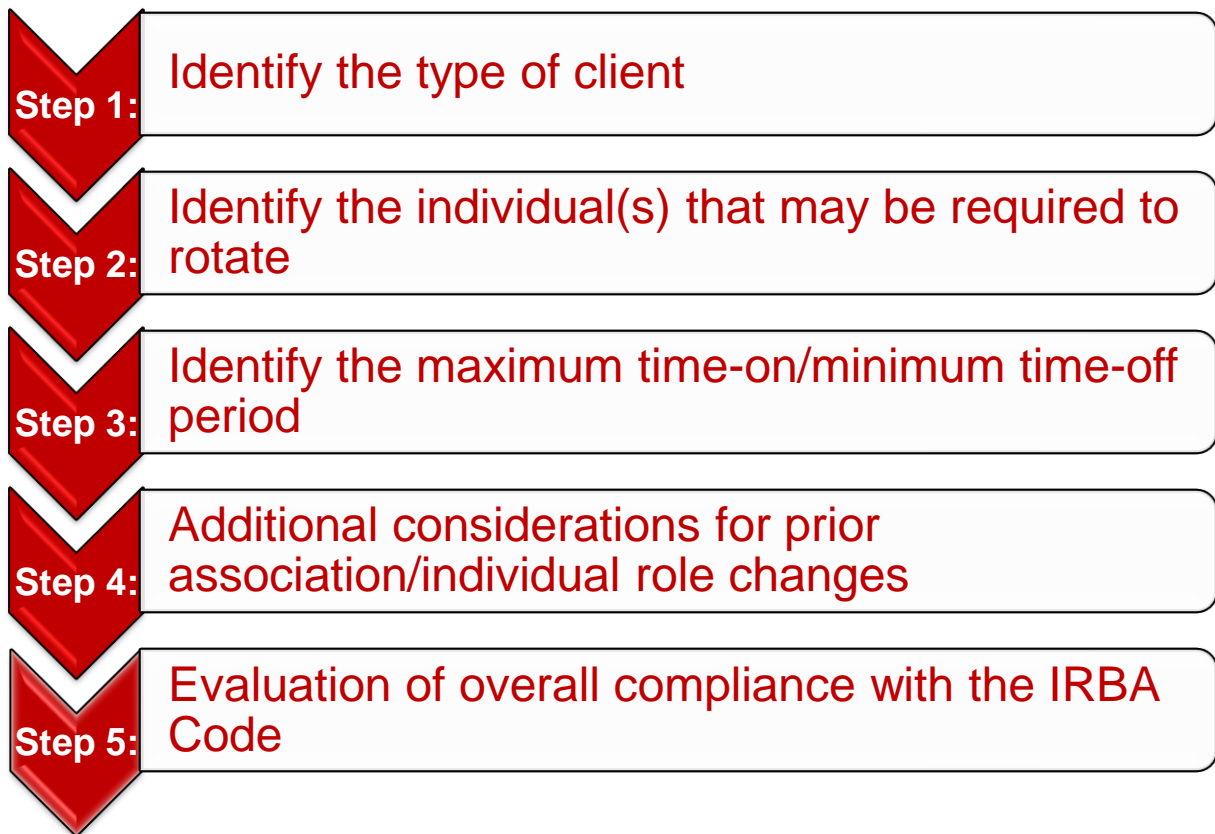 Step 1:
Identify the type of client
Step 2:
Identify the individual(s) that may be required to
rotate
Step 3:
Identify the maximum time-on/minimum time-off
period
Step 4:
Additional considerations for prior
association/individual role changes
Step 5:
Evaluation of overall compliance with the IRBA
Code